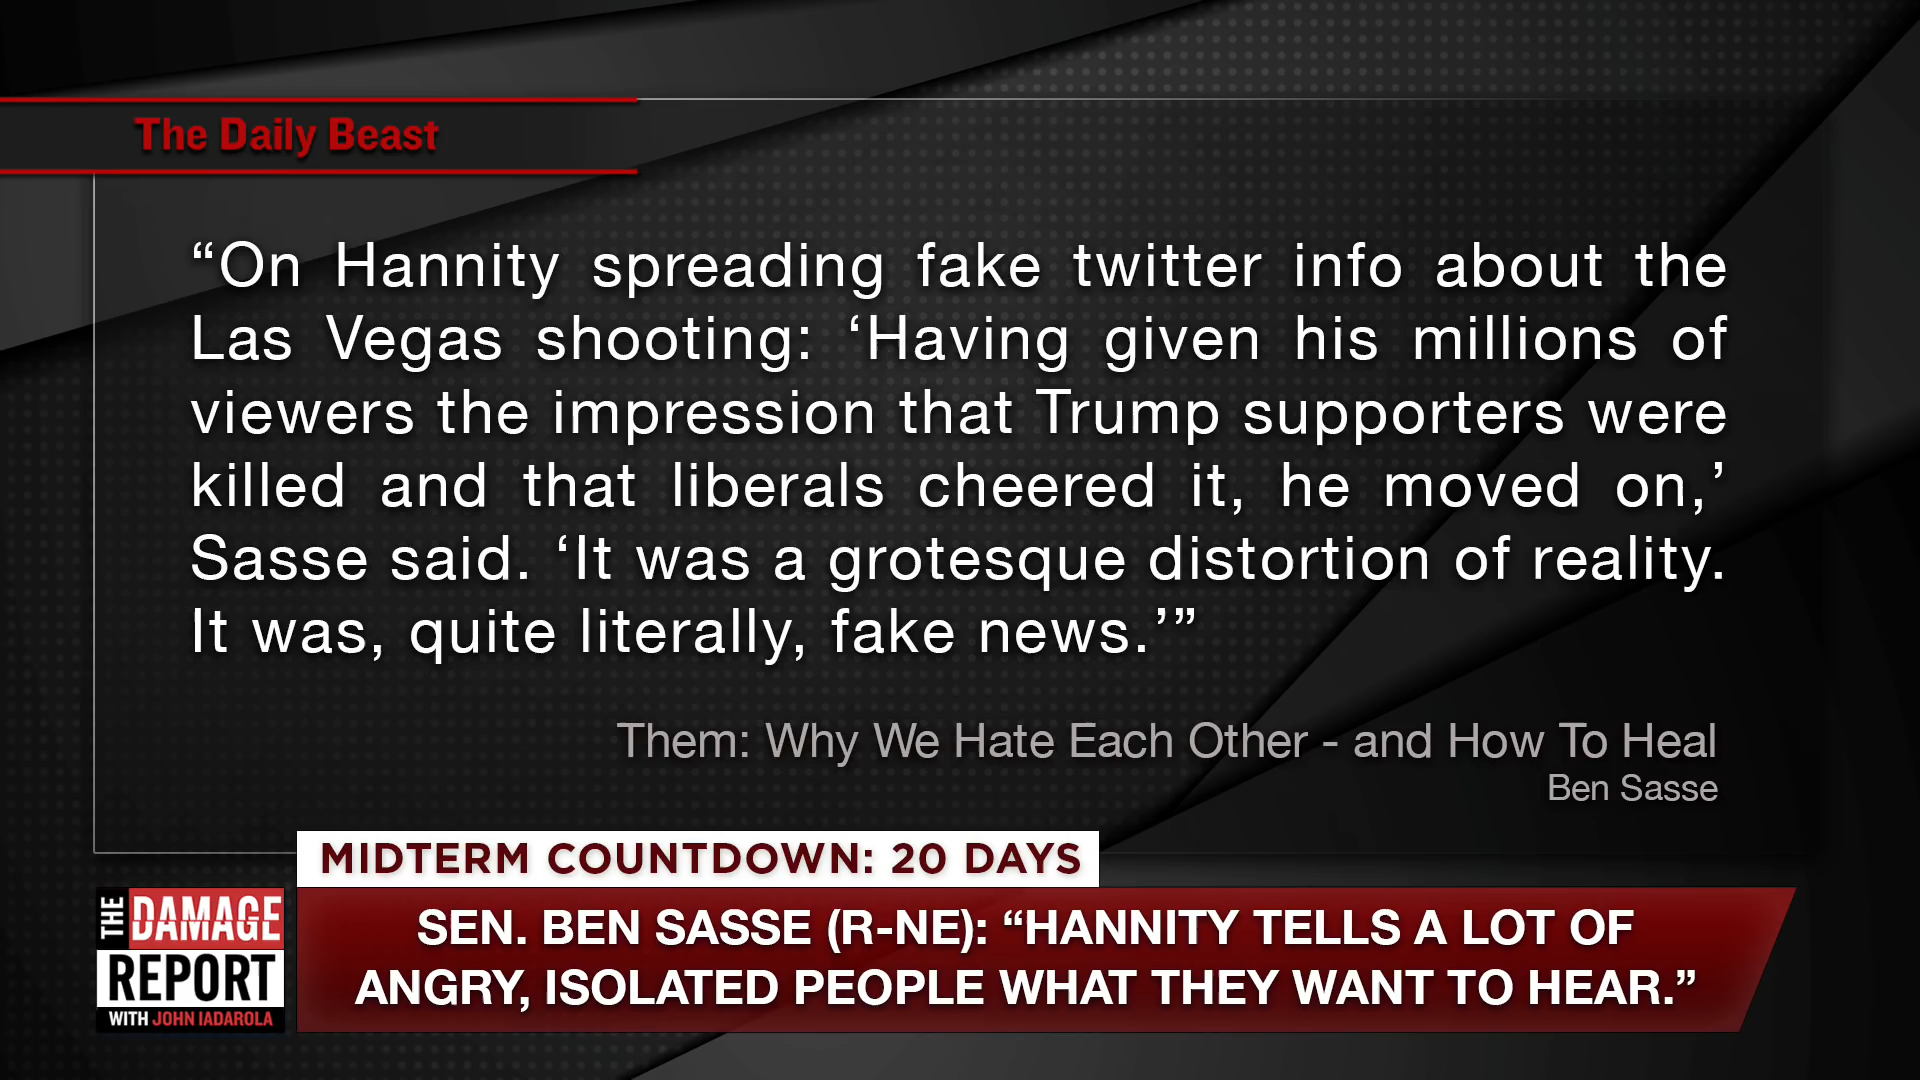 The Daily Beast
“On Hannity spreading fake twitter info about the
Las Vegas shooting: ‘Having given his millions of
viewers the impression that Trump supporters were
killed and that liberals cheered it, he moved on,’
Sasse said. ‘It was a grotesque distortion of reality.
It was, quite literally, fake news.’”
Them: Why We Hate Each Other - and How To Heal
Ben Sasse
MIDTERM COUNTDOWN: 20 DAYS
THE DAMAGE
REPORT
WITH JOHN IADAROLA
SEN. BEN SASSE (R-NE): “HANNITY TELLS A LOT OF
ANGRY, ISOLATED PEOPLE WHAT THEY WANT TO HEAR.”